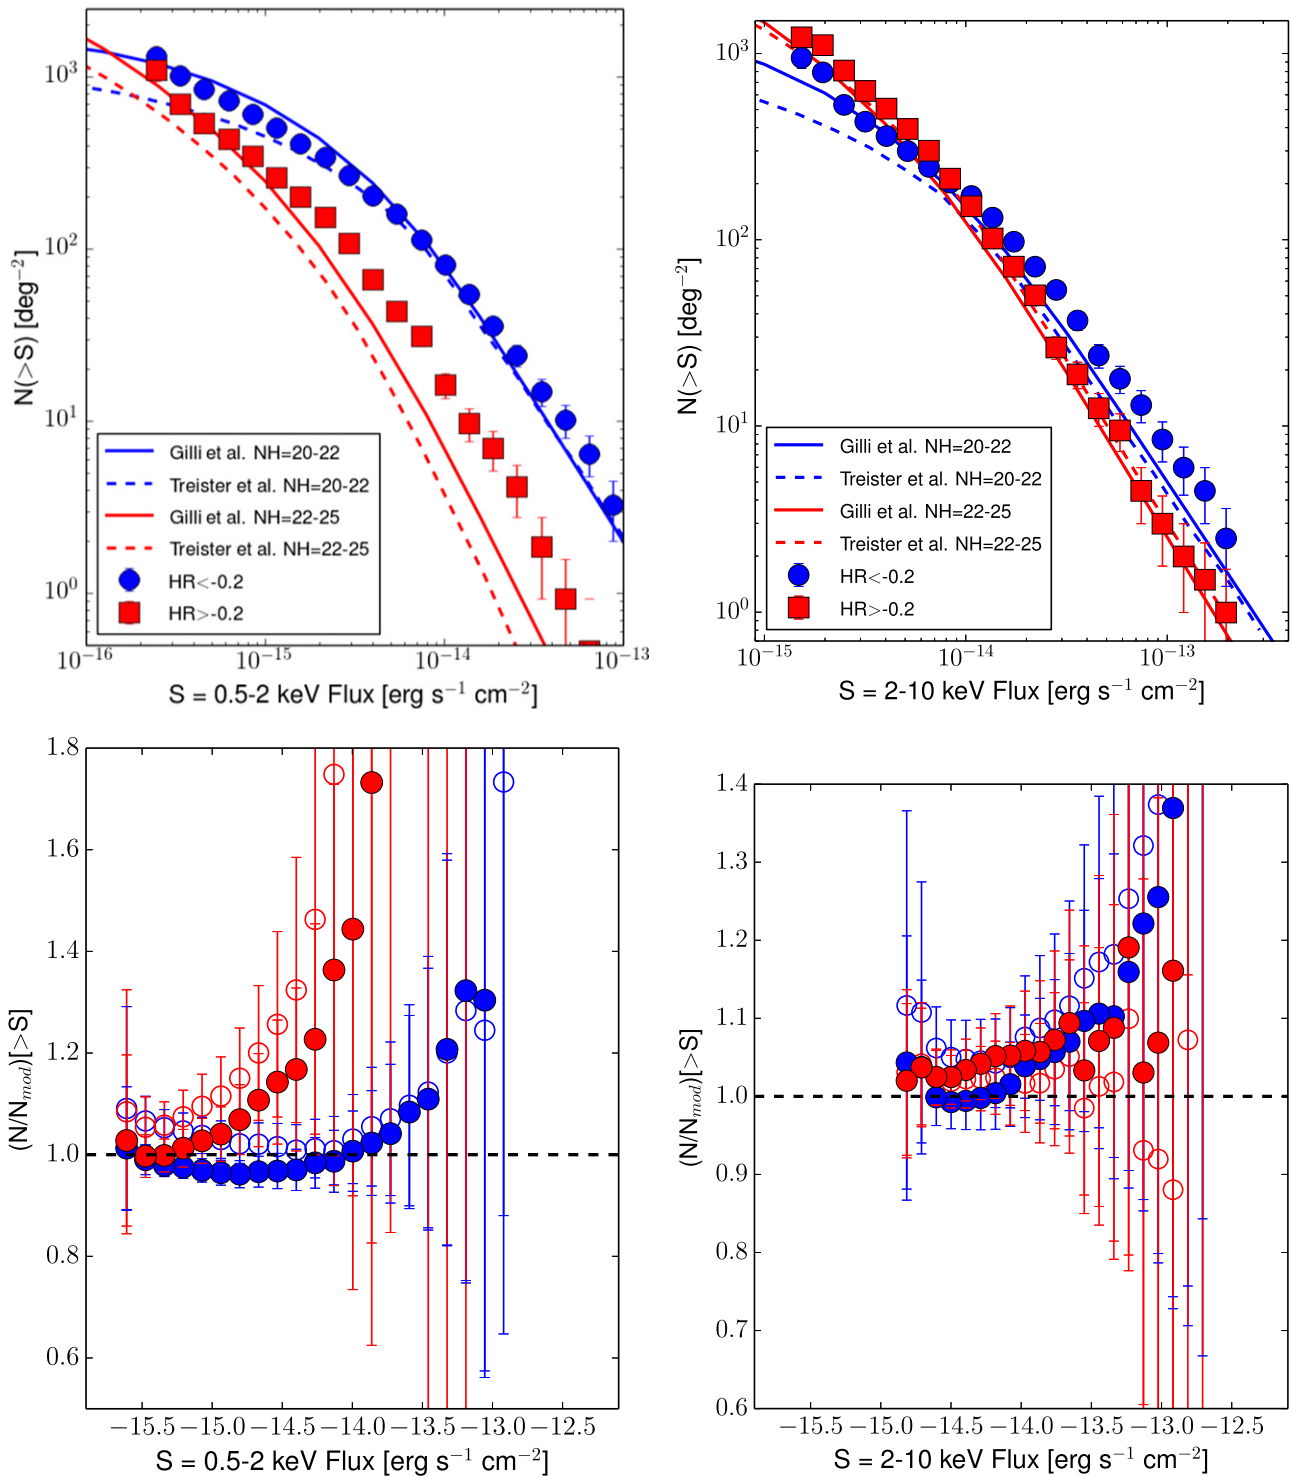 N(>S) [deg⁻²]
10³
10²
10¹
10⁰
Gilli et al. NH=20-22
Treister et al. NH=20-22
Gilli et al. NH=22-25
Treister et al. NH=22-25
HR<-0.2
HR>-0.2
10⁻¹⁶ 10⁻¹⁵ 10⁻¹⁴ 10⁻¹³
S = 0.5-2 keV Flux [erg s⁻¹ cm⁻²]
N(>S) [deg⁻²]
10³
10²
10¹
10⁰
Gilli et al. NH=20-22
Treister et al. NH=20-22
Gilli et al. NH=22-25
Treister et al. NH=22-25
HR<-0.2
HR>-0.2
10⁻¹⁵ 10⁻¹⁴ 10⁻¹³
S = 2-10 keV Flux [erg s⁻¹ cm⁻²]
(N/N_mod)[>S]
1.8
1.6
1.4
1.2
1.0
0.8
0.6
−15.5 −15.0 −14.5 −14.0 −13.5 −13.0 −12.5
S = 0.5-2 keV Flux [erg s⁻¹ cm⁻²]
(N/N_mod)[>S]
1.4
1.3
1.2
1.1
1.0
0.9
0.8
0.7
0.6
−15.5 −15.0 −14.5 −14.0 −13.5 −13.0 −12.5
S = 2-10 keV Flux [erg s⁻¹ cm⁻²]